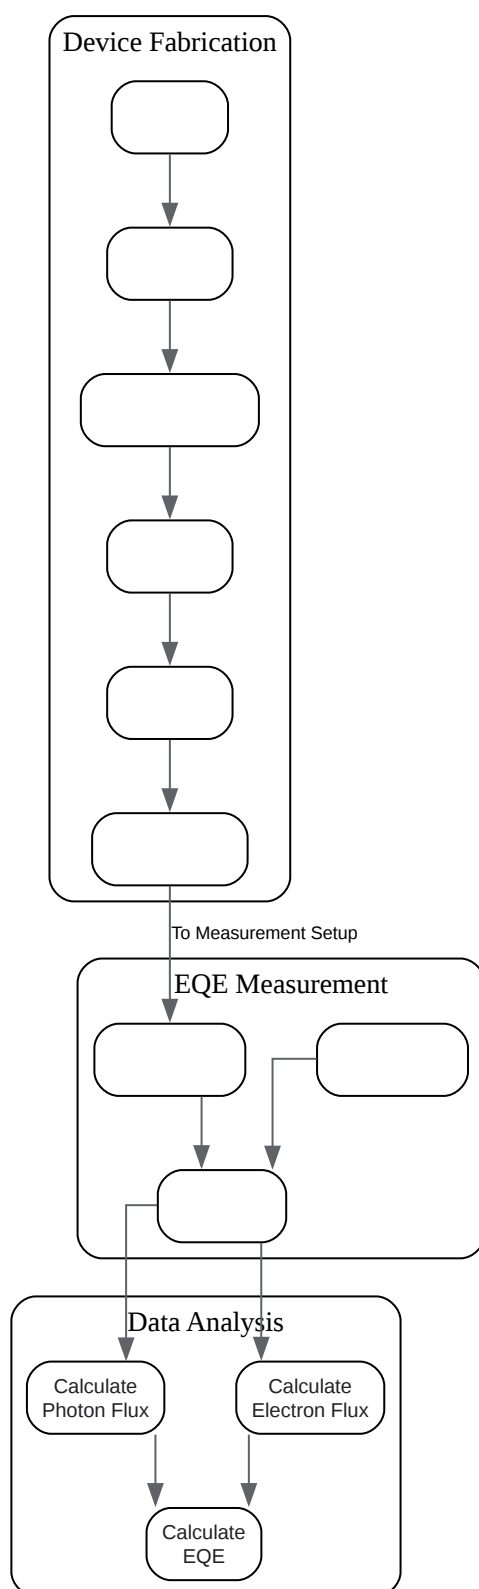 Device Fabrication
To Measurement Setup
EQE Measurement
Data Analysis
Calculate
Photon Flux
Calculate
Electron Flux
Calculate
EQE